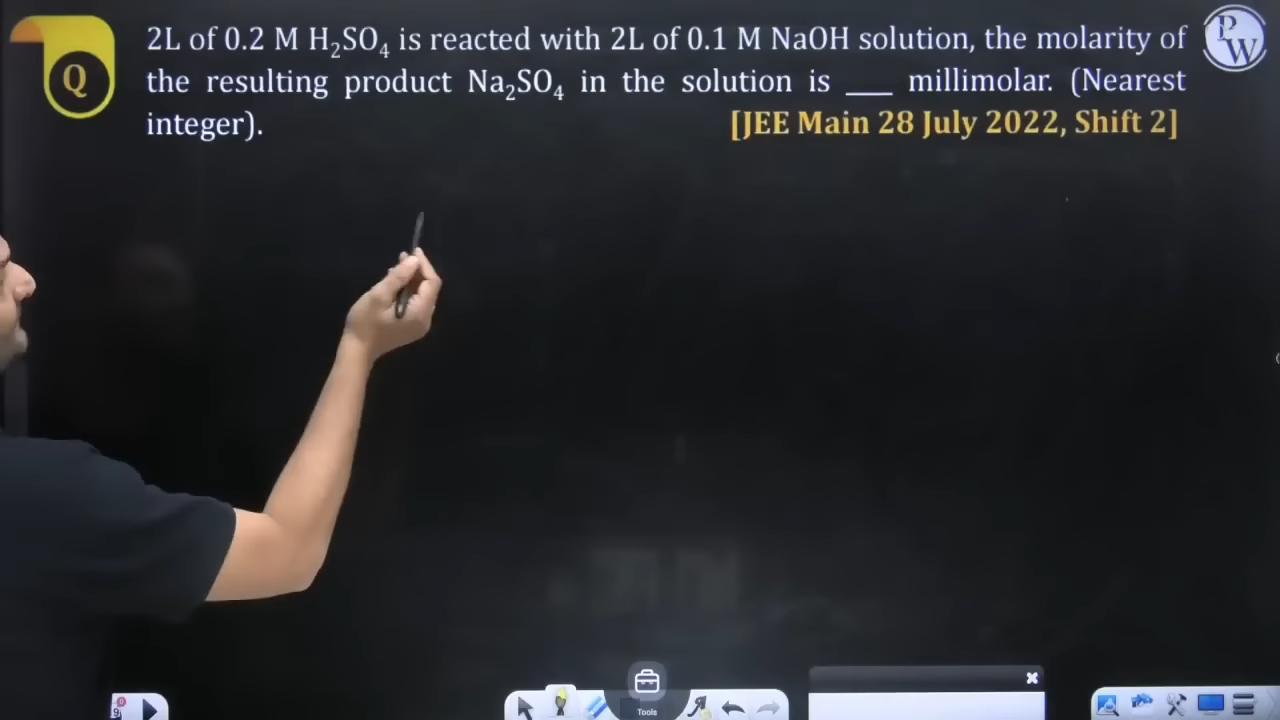 Q
2L of 0.2 M H₂SO₄ is reacted with 2L of 0.1 M NaOH solution, the molarity of
the resulting product Na₂SO₄ in the solution is ___ millimolar. (Nearest
integer).
[JEE Main 28 July 2022, Shift 2]
PW
Tools